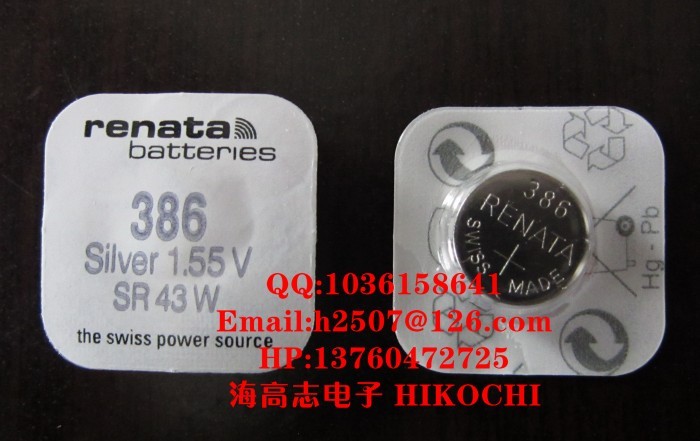 renata
batteries
386
Silver 1.55 V
SR 43 W
the swiss power source
386
RENATA
SWISS
MADE
+
Hg - Pb
QQ:1036158641
Email:h2507@126.com
HP:13760472725
海高志电子 HIKOCHI